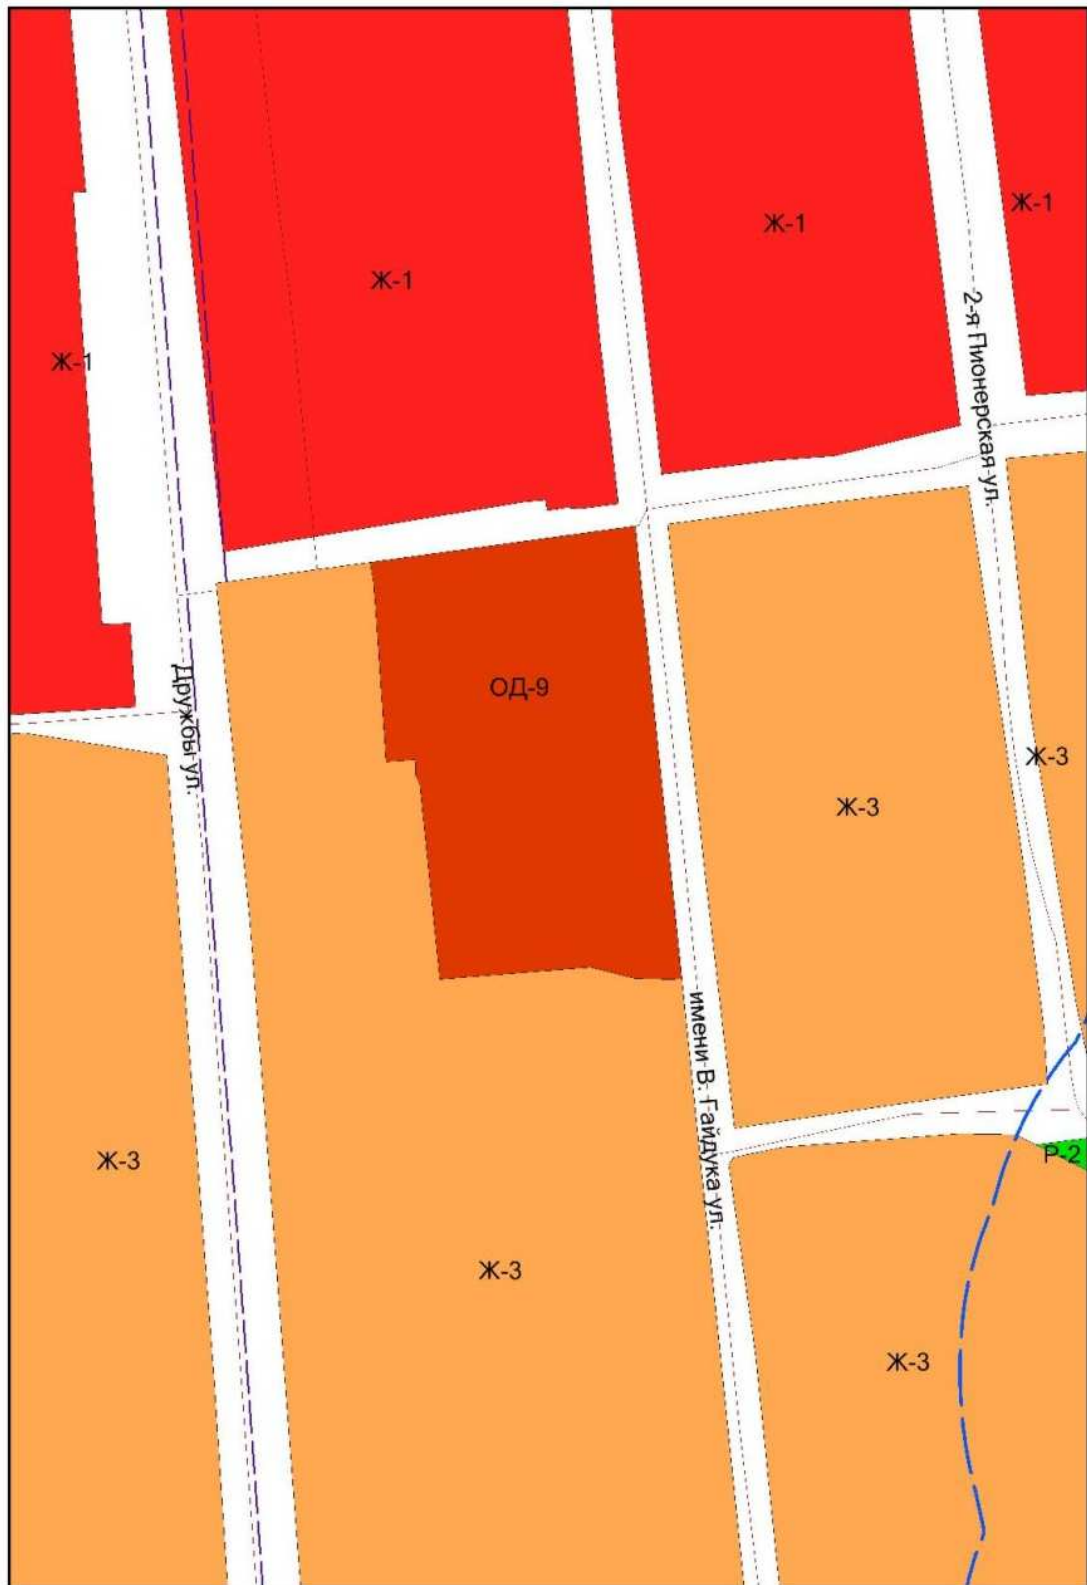 Ж-1
Ж-1
Ж-1
Ж-1
2-я Пионерская ул.
ОД-9
Дружбы ул.
Ж-3
Ж-3
имени В. Гайдука ул.
Р-2
Ж-3
Ж-3
Ж-3